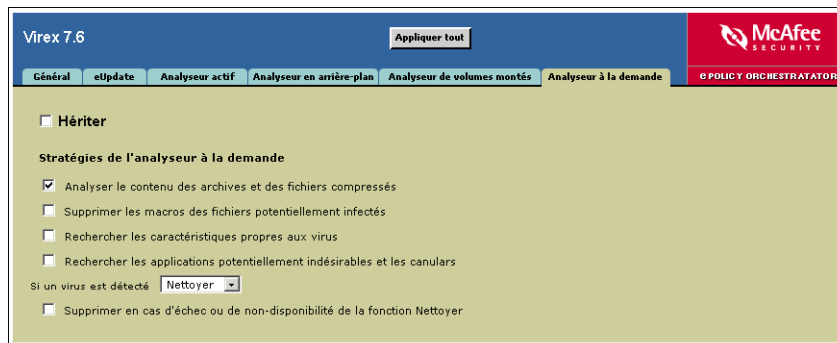 Virex 7.6
Appliquer tout
McAfee
SECURITY
Général eUpdate Analyseur actif Analyseur en arrière-plan Analyseur de volumes montés Analyseur à la demande
ePOLICY ORCHESTRATATOR
Hériter
Stratégies de l'analyseur à la demande
Analyser le contenu des archives et des fichiers compressés
Supprimer les macros des fichiers potentiellement infectés
Rechercher les caractéristiques propres aux virus
Rechercher les applications potentiellement indésirables et les canulars
Si un virus est détecté Nettoyer
Supprimer en cas d'échec ou de non-disponibilité de la fonction Nettoyer